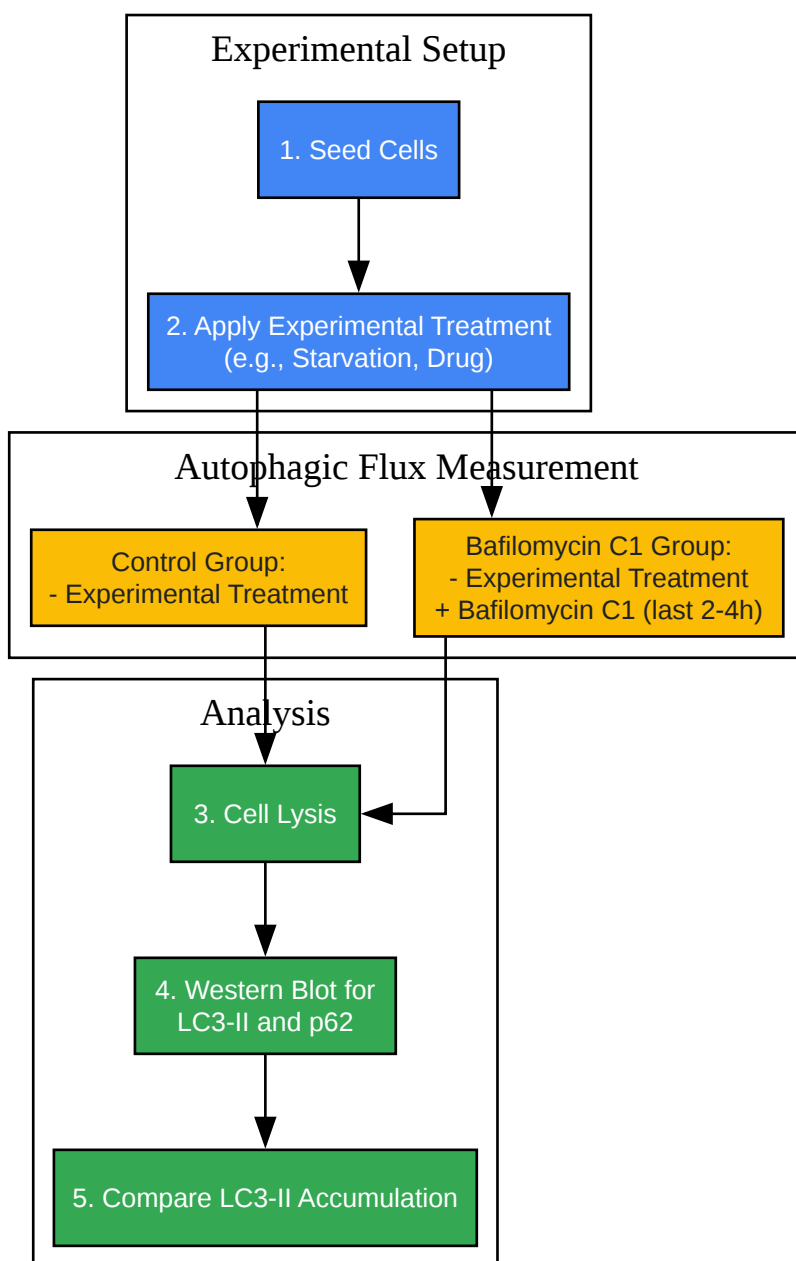 Experimental Setup
1. Seed Cells
2. Apply Experimental Treatment
(e.g., Starvation, Drug)
Autophagic Flux Measurement
Control Group:
- Experimental Treatment
Bafilomycin C1 Group:
- Experimental Treatment
+ Bafilomycin C1 (last 2-4h)
Analysis
3. Cell Lysis
4. Western Blot for
LC3-II and p62
5. Compare LC3-II Accumulation